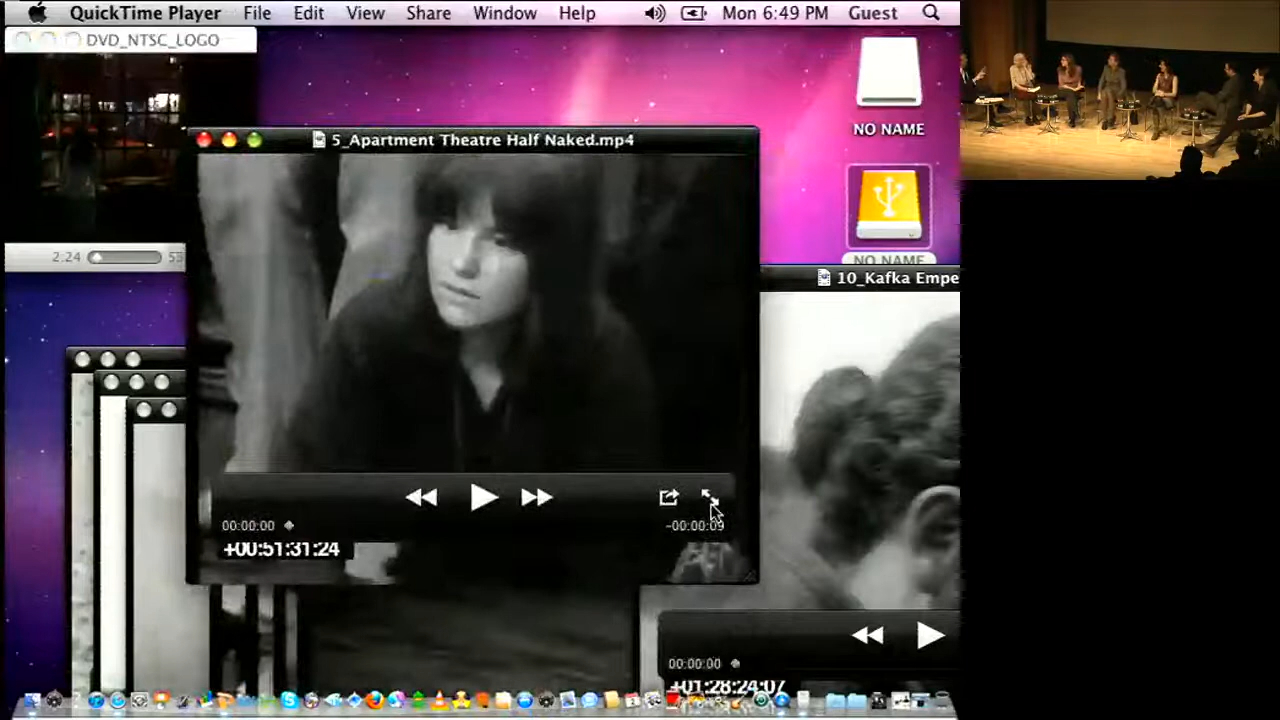 QuickTime Player File Edit View Share Window Help Mon 6:49 PM Guest
DVD_NTSC_LOGO
NO NAME
5_Apartment Theatre Half Naked.mp4
2:24
NO NAME
10_Kafka Empe
00:00:00 -00:00:09
+00:51:31:24
00:00:00
+01:28:24:07